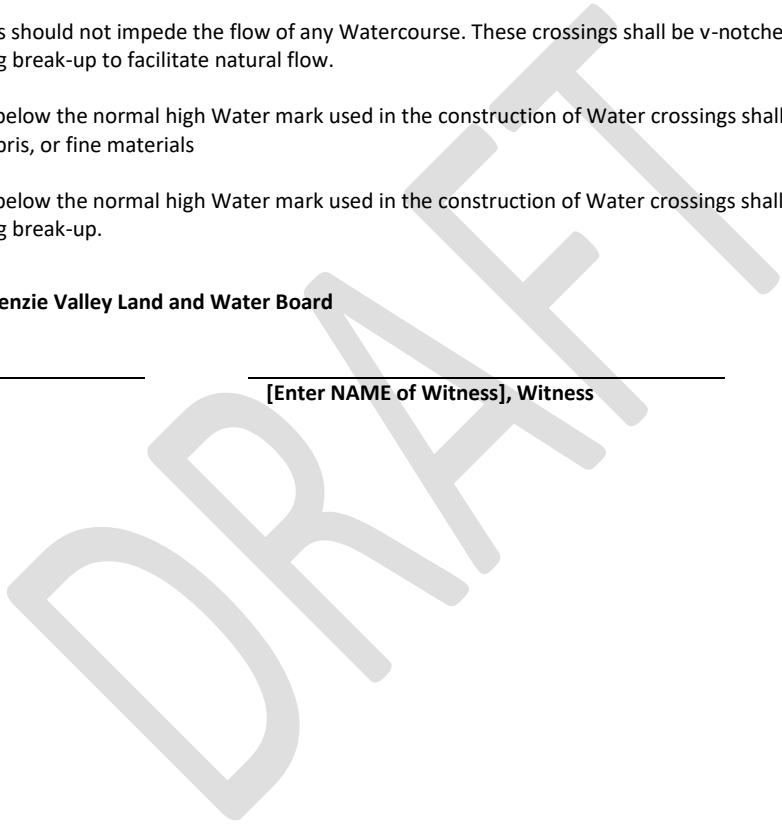 s should not impede the flow of any Watercourse. These crossings shall be v-notche
g break-up to facilitate natural flow.
below the normal high Water mark used in the construction of Water crossings shall
bris, or fine materials
below the normal high Water mark used in the construction of Water crossings shall
g break-up.
enzie Valley Land and Water Board
[Enter NAME of Witness], Witness
DRAFT